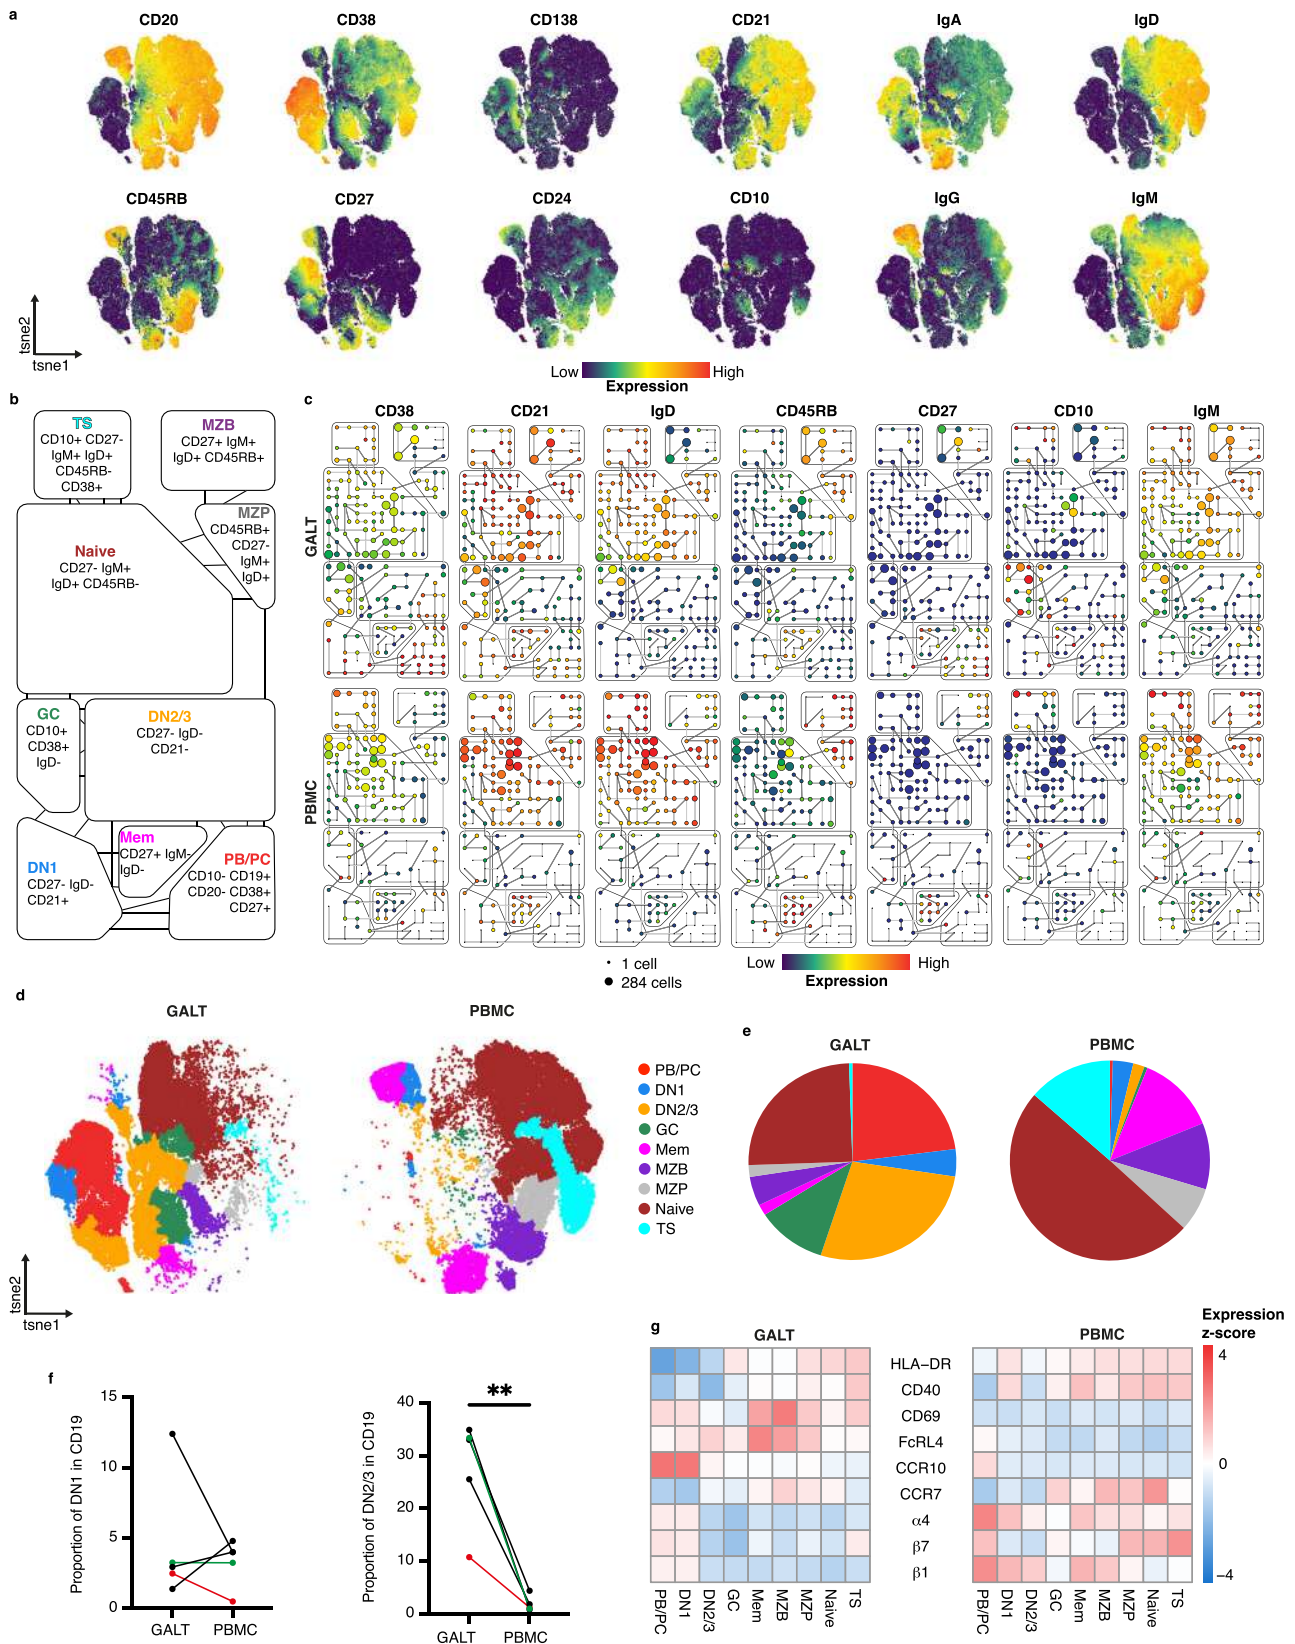 a
CD20 CD38 CD138 CD21 IgA IgD
CD45RB CD27 CD24 CD10 IgG IgM
tsne2
tsne1
Low High
Expression
b
TS
CD10+ CD27-
IgM+ IgD+
CD45RB-
CD38+
MZB
CD27+ IgM+
IgD+ CD45RB+
MZP
CD45RB+
CD27-
IgM+
IgD+
Naive
CD27- IgM+
IgD+ CD45RB-
GC
CD10+
CD38+
IgD-
DN2/3
CD27- IgD-
CD21-
DN1
CD27- IgD-
CD21+
Mem
CD27+ IgM-
IgD-
PB/PC
CD10- CD19+
CD20- CD38+
CD27+
c
CD38 CD21 IgD CD45RB CD27 CD10 IgM
GALT
PBMC
1 cell
284 cells
Low High
Expression
d
GALT PBMC
tsne2
tsne1
PB/PC
DN1
DN2/3
GC
Mem
MZB
MZP
Naive
TS
e
GALT PBMC
f
Proportion of DN1 in CD19
15
10
5
0
GALT PBMC
Proportion of DN2/3 in CD19
40
30
20
10
0
**
GALT PBMC
g
GALT PBMC
Expression
z-score
4
0
−4
HLA−DR
CD40
CD69
FcRL4
CCR10
CCR7
α4
β7
β1
PB/PC DN1 DN2/3 GC Mem MZB MZP Naive TS
PB/PC DN1 DN2/3 GC Mem MZB MZP Naive TS